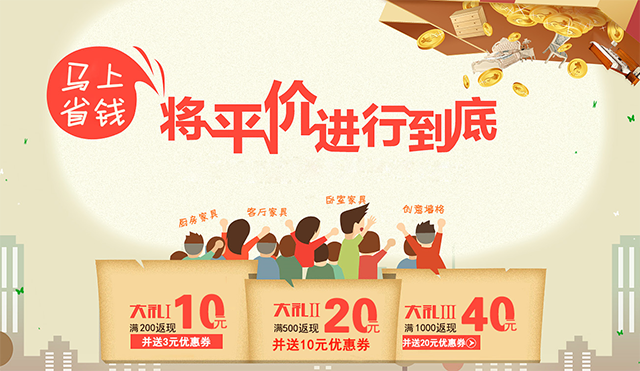 马上
省钱
将平价进行到底
厨房家具
客厅家具
卧室家具
创意墙格
大礼I
满200返现
10元
并送3元优惠券
大礼II
满500返现
20元
并送10元优惠券
大礼III
满1000返现
40元
并送20元优惠券